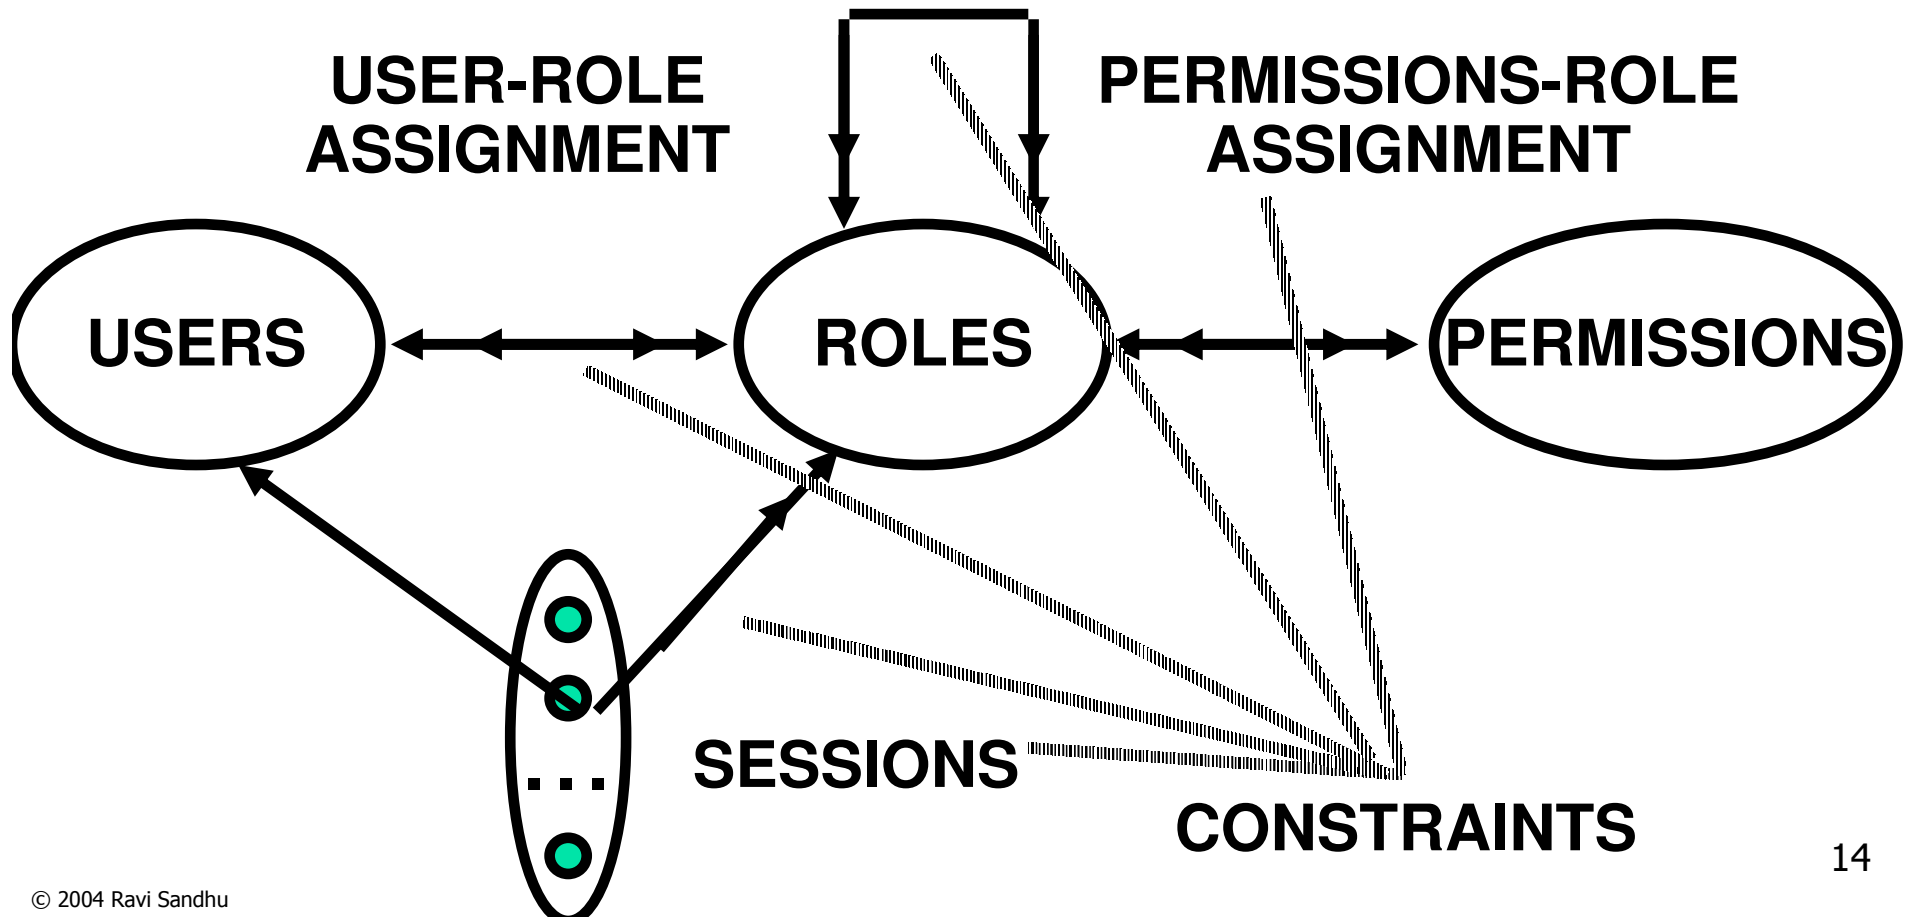 USER-ROLE
ASSIGNMENT
PERMISSIONS-ROLE
ASSIGNMENT
USERS
ROLES
PERMISSIONS
SESSIONS
...
CONSTRAINTS
14
© 2004 Ravi Sandhu